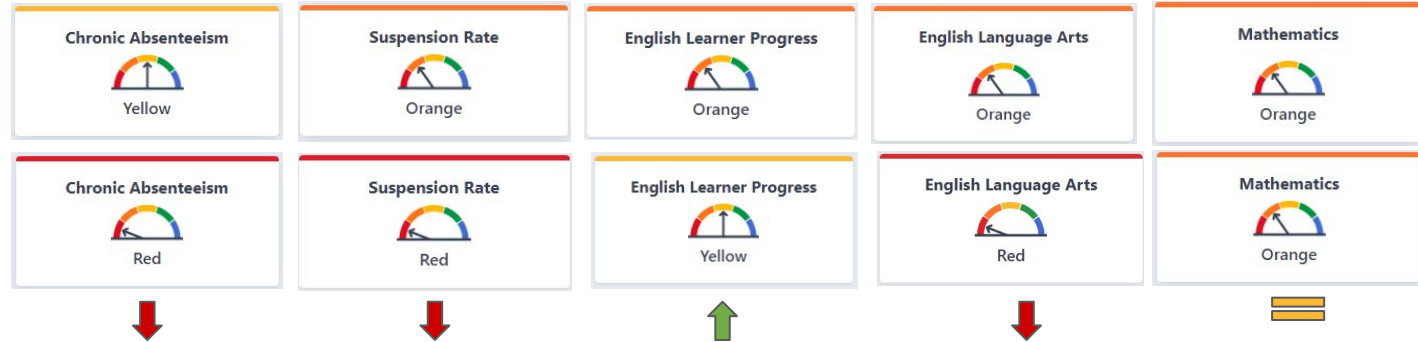 Chronic Absenteeism
Yellow
Suspension Rate
Orange
English Learner Progress
Orange
English Language Arts
Orange
Mathematics
Orange
Chronic Absenteeism
Red
Suspension Rate
Red
English Learner Progress
Yellow
English Language Arts
Red
Mathematics
Orange